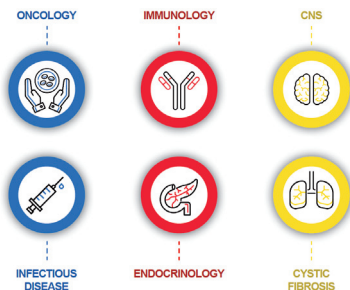 ONCOLOGY
IMMUNOLOGY
CNS
INFECTIOUS
DISEASE
ENDOCRINOLOGY
CYSTIC
FIBROSIS